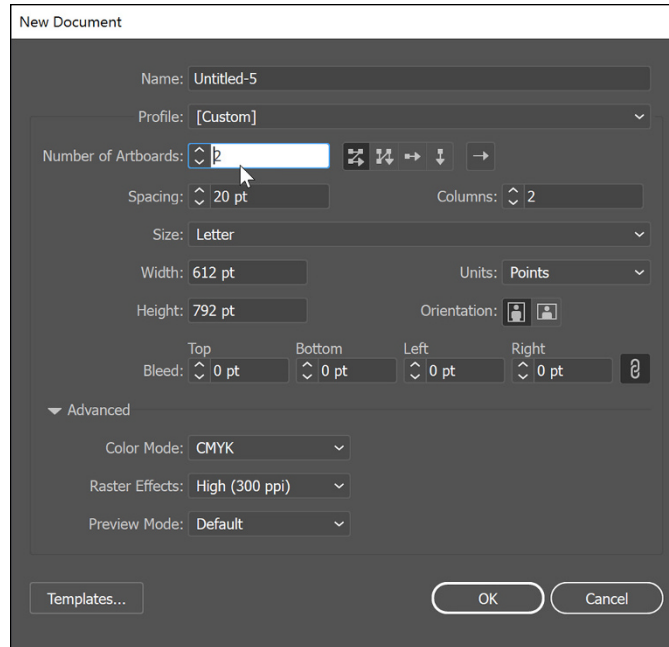 New Document
Name: Untitled-5
Profile: [Custom]
Number of Artboards: 2
Spacing: 20 pt Columns: 2
Size: Letter
Width: 612 pt Units: Points
Height: 792 pt Orientation:
Top Bottom Left Right
Bleed: 0 pt 0 pt 0 pt 0 pt
Advanced
Color Mode: CMYK
Raster Effects: High (300 ppi)
Preview Mode: Default
Templates... OK Cancel